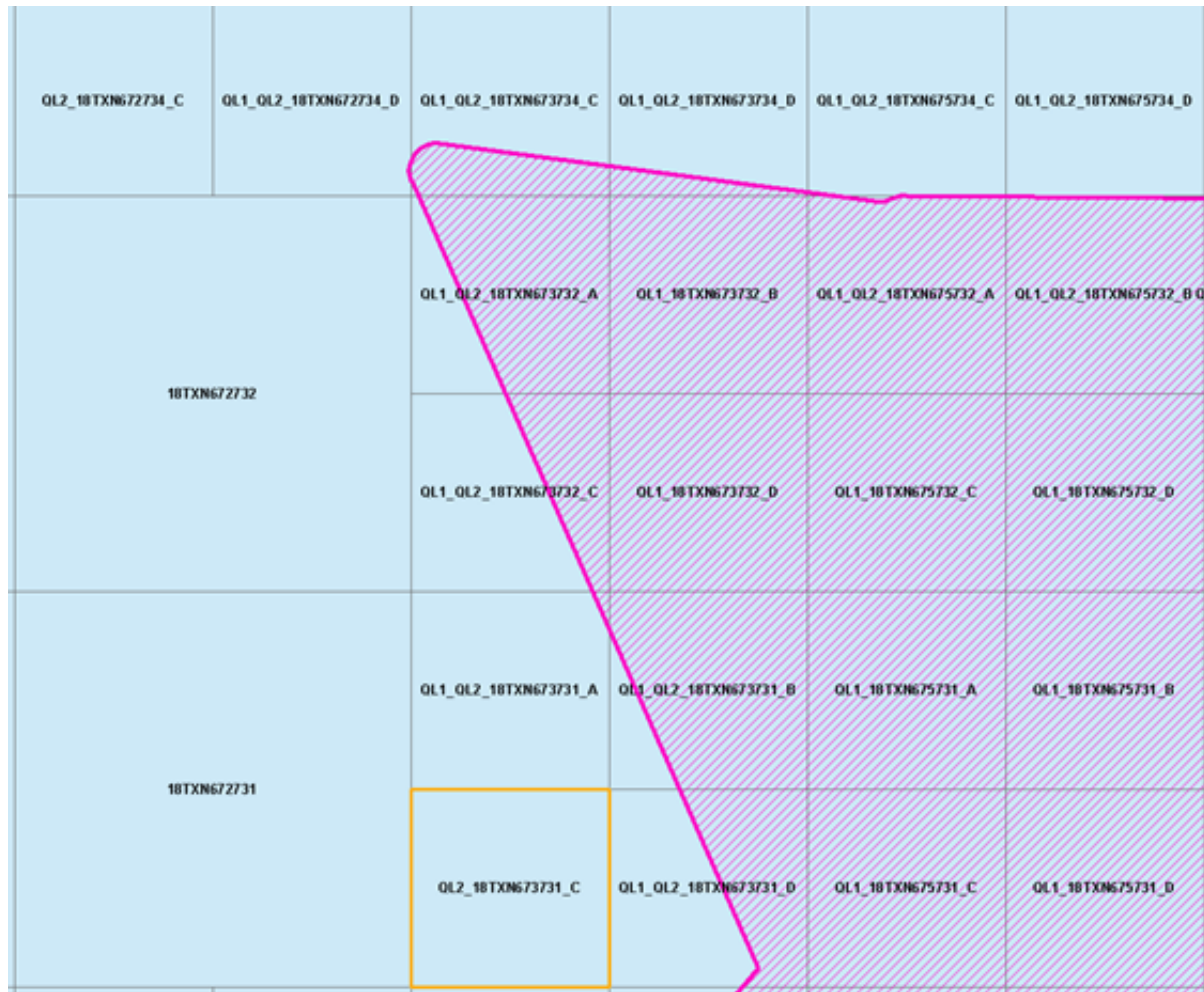 QL2_18TXN672734_C
QL1_QL2_18TXN672734_D
QL1_QL2_18TXN673734_C
QL1_QL2_18TXN673734_D
QL1_QL2_18TXN675734_C
QL1_QL2_18TXN675734_D
QL1_QL2_18TXN673732_A
QL1_18TXN673732_B
QL1_QL2_18TXN675732_A
QL1_QL2_18TXN675732_B
18TXN672732
QL1_QL2_18TXN673732_C
QL1_18TXN673732_D
QL1_18TXN675732_C
QL1_18TXN675732_D
QL1_QL2_18TXN673731_A
QL1_QL2_18TXN673731_B
QL1_18TXN675731_A
QL1_18TXN675731_B
18TXN672731
QL2_18TXN673731_C
QL1_QL2_18TXN673731_D
QL1_18TXN675731_C
QL1_18TXN675731_D